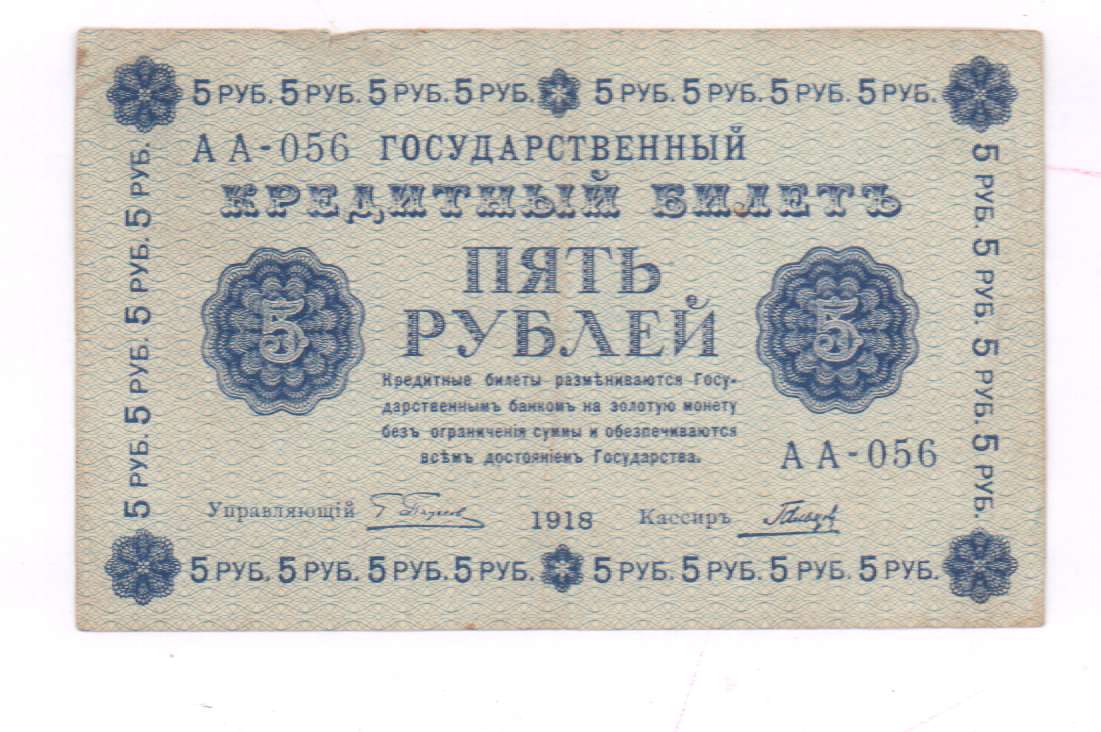 5 РУБ. 5 РУБ. 5 РУБ. 5 РУБ. 5 РУБ. 5 РУБ. 5 РУБ. 5 РУБ.
АА-056 ГОСУДАРСТВЕННЫЙ
КРЕДИТНЫЙ БИЛЕТЪ
ПЯТЬ
РУБЛЕЙ
5
5
Кредитные билеты размѣниваются Госу-
дарственнымъ банкомъ на золотую монету
безъ ограниченія суммы и обезпечиваются
всѣмъ достояніемъ Государства.
АА-056
Управляющій
1918 Кассиръ
5 РУБ. 5 РУБ. 5 РУБ. 5 РУБ. 5 РУБ. 5 РУБ. 5 РУБ. 5 РУБ.
5 РУБ. 5 РУБ. 5 РУБ. 5 РУБ.
5 РУБ. 5 РУБ. 5 РУБ. 5 РУБ.